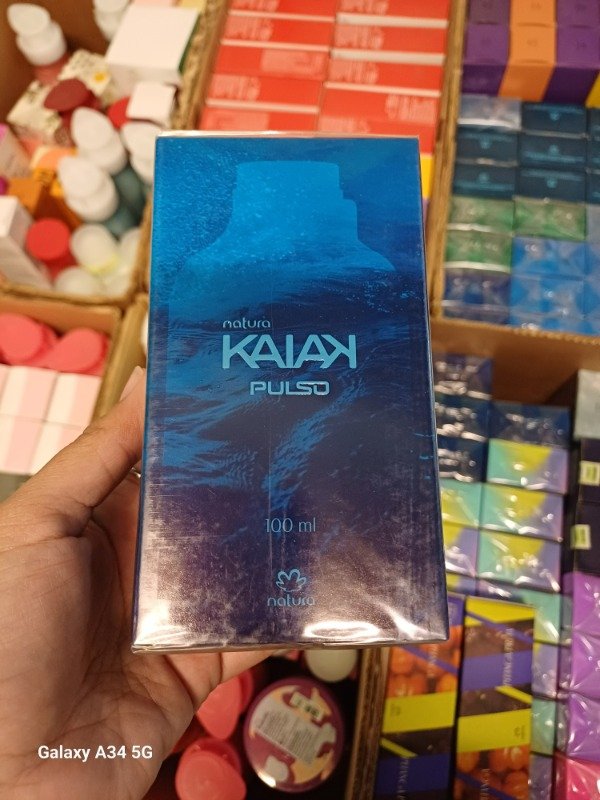 natura
KAIAK
PULSO
100 ml
natura
Galaxy A34 5G